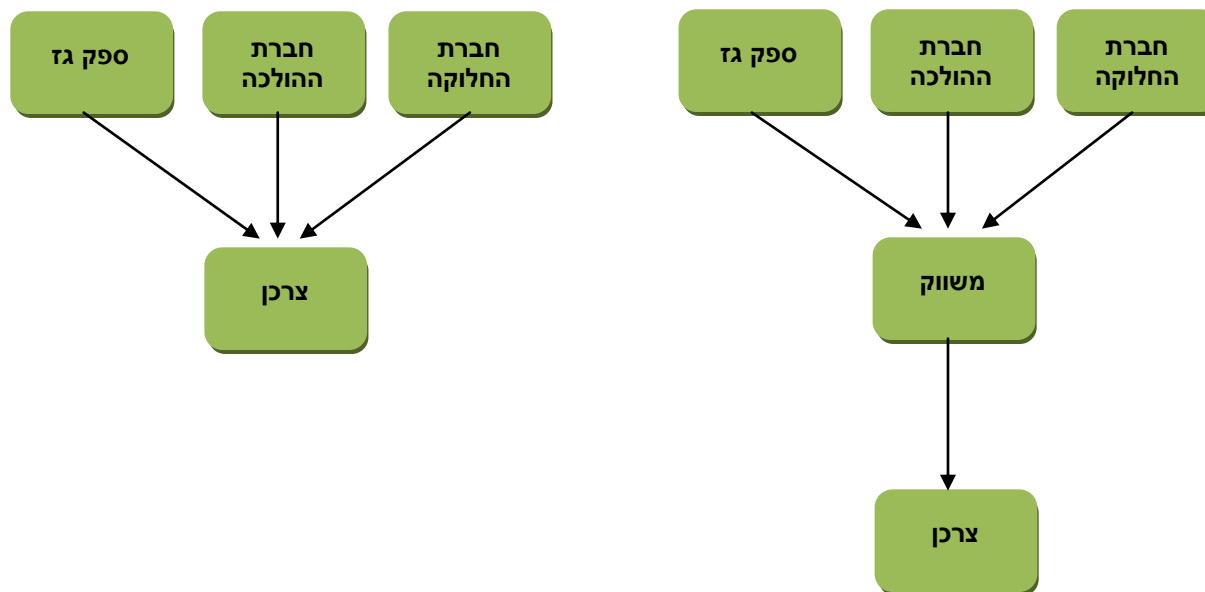 חברת
החלוקה
חברת
ההולכה
ספק גז
משווק
צרכן
חברת
החלוקה
חברת
ההולכה
ספק גז
צרכן